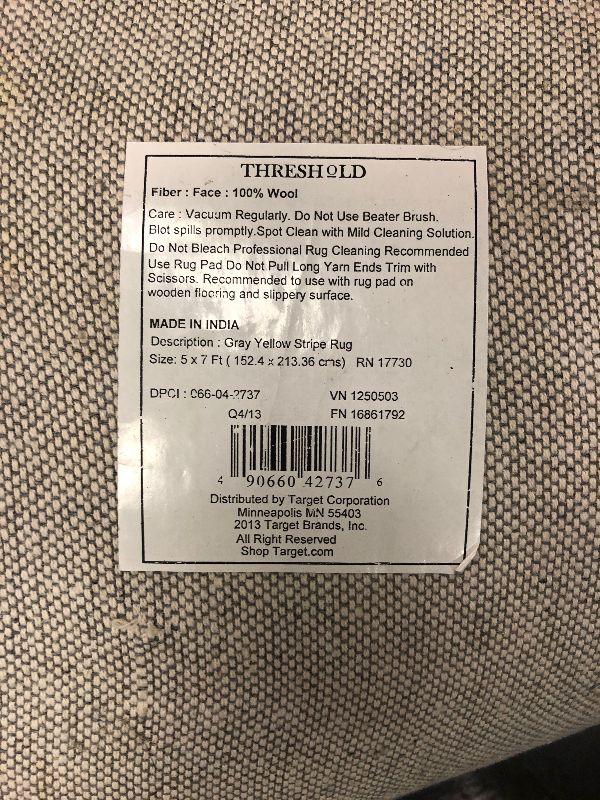 THRESHOLD
Fiber : Face : 100% Wool
Care : Vacuum Regularly. Do Not Use Beater Brush.
Blot spills promptly.Spot Clean with Mild Cleaning Solution.
Do Not Bleach Professional Rug Cleaning Recommended
Use Rug Pad Do Not Pull Long Yarn Ends Trim with
Scissors. Recommended to use with rug pad on
wooden flooring and slippery surface.
MADE IN INDIA
Description : Gray Yellow Stripe Rug
Size: 5 x 7 Ft ( 152.4 x 213.36 cms) RN 17730
DPCI : 066-04-2737 VN 1250503
Q4/13 FN 16861792
4 90660 42737 6
Distributed by Target Corporation
Minneapolis MN 55403
2013 Target Brands, Inc.
All Right Reserved
Shop Target.com